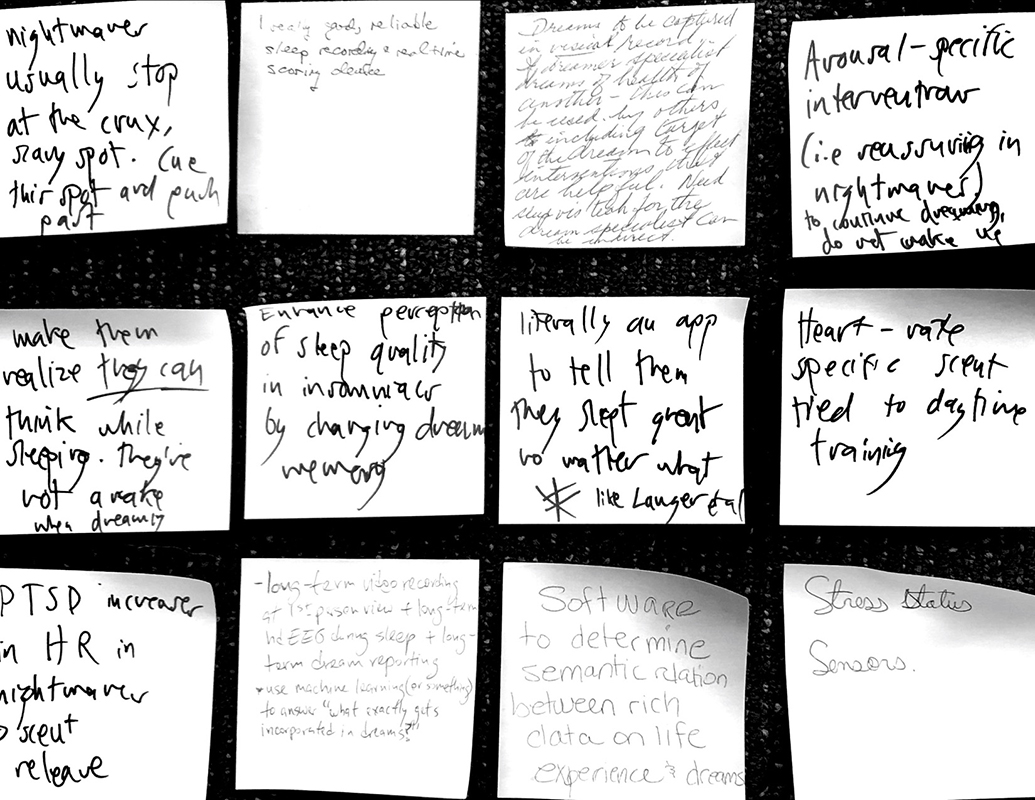 nightmares
usually stop
at the crux,
scary spot. Cue
this spot and push
past
I really good, reliable
sleep recording & real time
scoring device
Dreams to be captured
in visual record -
A dreamer specialist
dreams of health of
another - this can
be used by others,
including target
of the dream to effect
interventions that
are helpful. Need
for the
dream specialist can
be indirect.
Arousal-specific
interventions
(i.e reassuring in
nightmares)
to continue dreaming,
do not wake up
make them
realize they can
think while
sleeping. they're
not awake
when dreaming
Enhance perception
of sleep quality
in insomniacs
by changing dream
memory
literally an app
to tell them
they slept great
no matter what
like Langer et al
Heart-rate
specific scent
tied to daytime
training
PTSD increases
in HR in
nightmares
scent
release
-long-term video recording
at 1st person view + long-term
hd EEG during sleep + long-
term dream reporting
*use machine learning (or something)
to answer "what exactly gets
incorporated in dreams?"
Software
to determine
semantic relation
between rich
data on life
experience & dreams
Stress Status
Sensors.